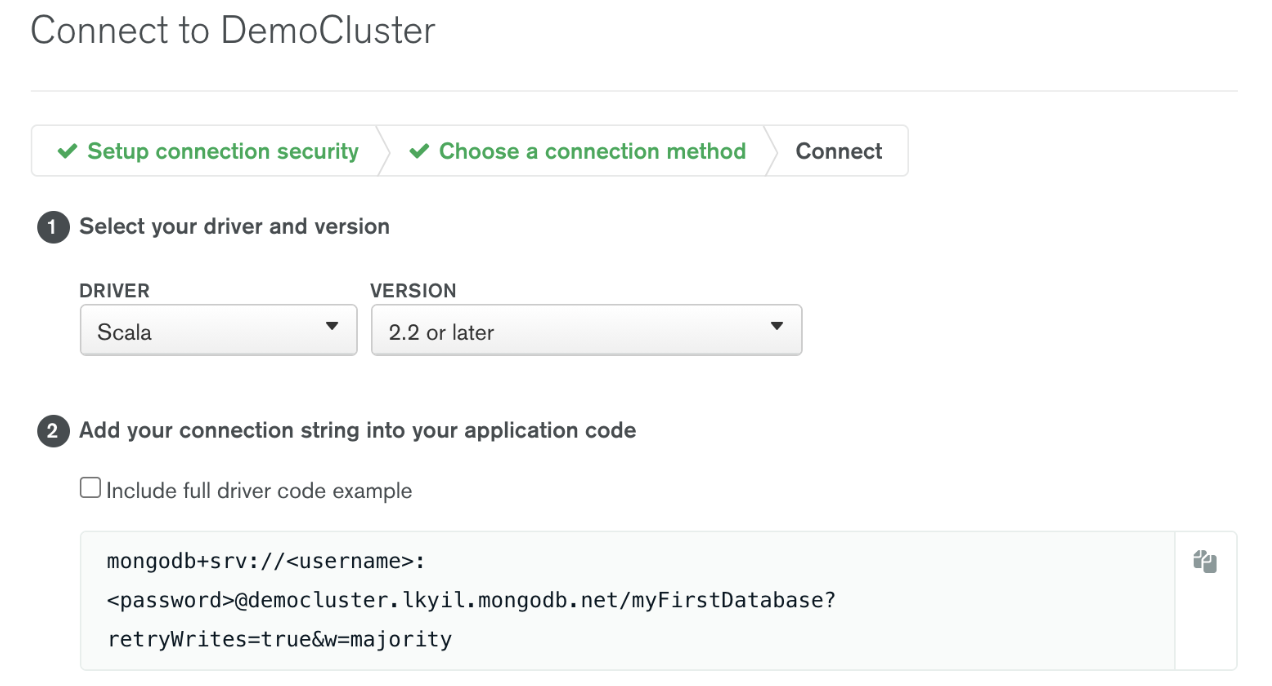 Connect to DemoCluster
Setup connection security
Choose a connection method
Connect
1 Select your driver and version
DRIVER
VERSION
Scala
2.2 or later
2 Add your connection string into your application code
Include full driver code example
mongodb+srv://<username>:
<password>@democluster.lkyil.mongodb.net/myFirstDatabase?
retryWrites=true&w=majority